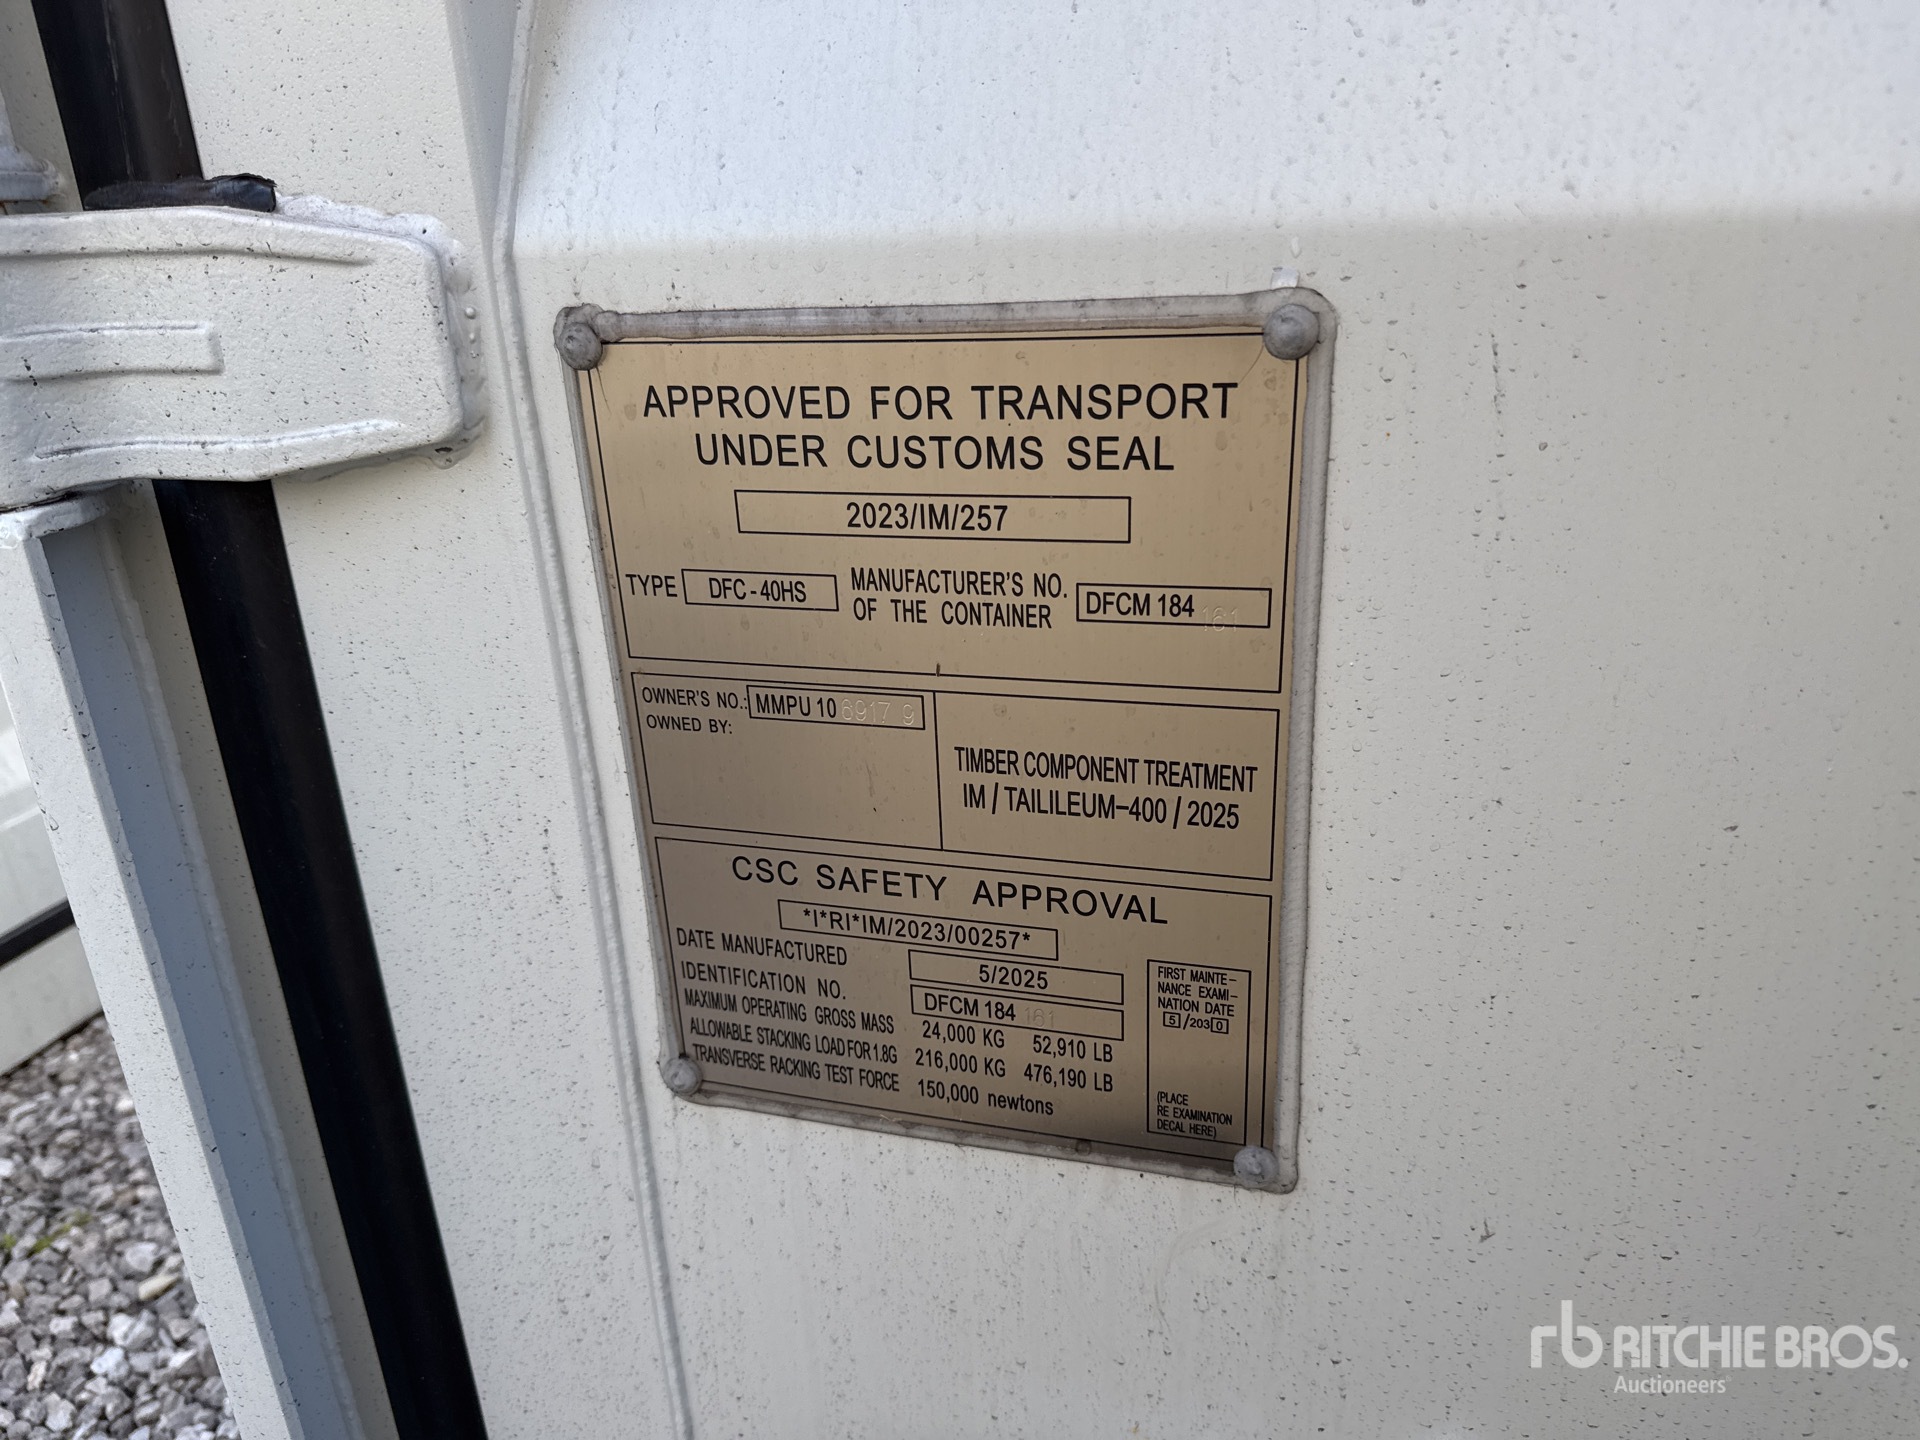 APPROVED FOR TRANSPORT
UNDER CUSTOMS SEAL
2023/IM/257
TYPE DFC-40HS MANUFACTURER'S NO. OF THE CONTAINER DFCM 184 161
OWNER'S NO.: MMPU 10 6917 9
OWNED BY:
TIMBER COMPONENT TREATMENT
IM / TAILILEUM-400 / 2025
CSC SAFETY APPROVAL
*I*RI*IM/2023/00257*
DATE MANUFACTURED 5/2025
IDENTIFICATION NO. DFCM 184 161
MAXIMUM OPERATING GROSS MASS 24,000 KG 52,910 LB
ALLOWABLE STACKING LOAD FOR 1.8G 216,000 KG 476,190 LB
TRANSVERSE RACKING TEST FORCE 150,000 newtons
FIRST MAINTE-
NANCE EXAMI-
NATION DATE
5/2030
(PLACE
RE EXAMINATION
DECAL HERE)
rb RITCHIE BROS.
Auctioneers